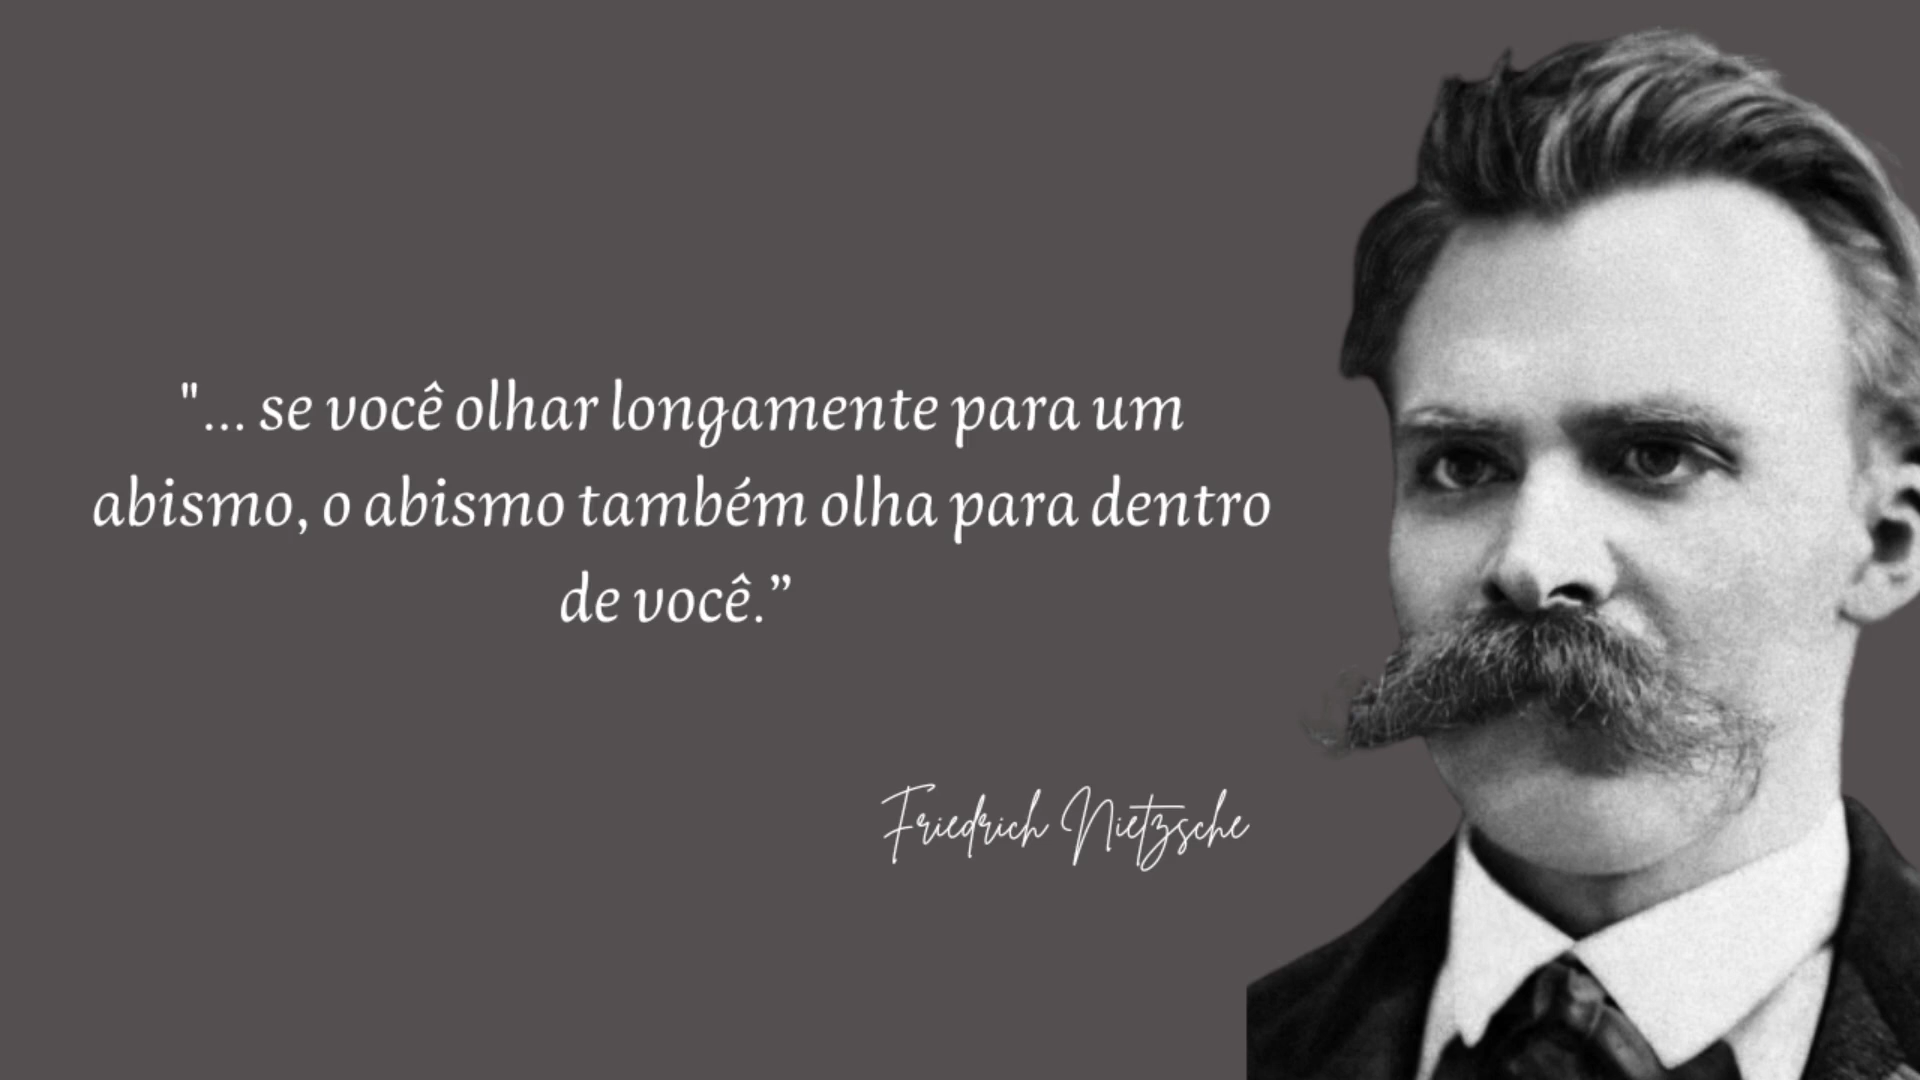 "... se você olhar longamente para um
abismo, o abismo também olha para dentro
de você.”
Friedrich Nietzsche